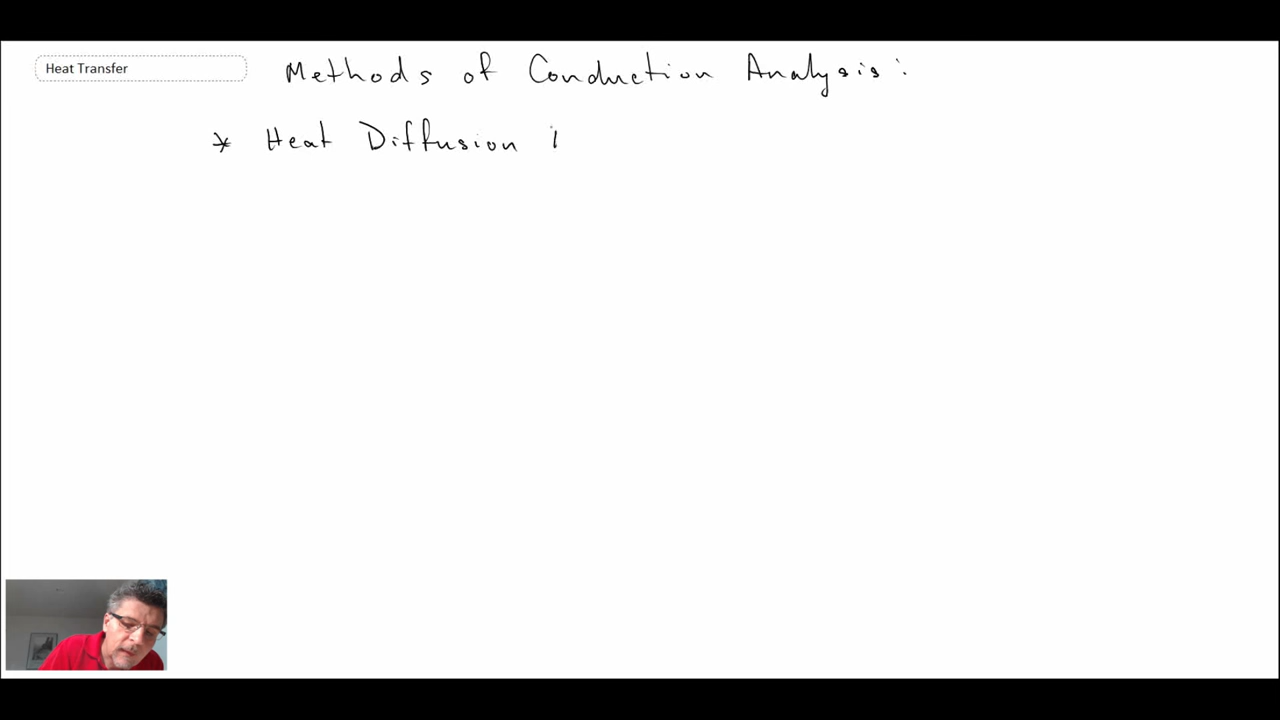 Heat Transfer
Methods of Conduction Analysis:
* Heat Diffusion